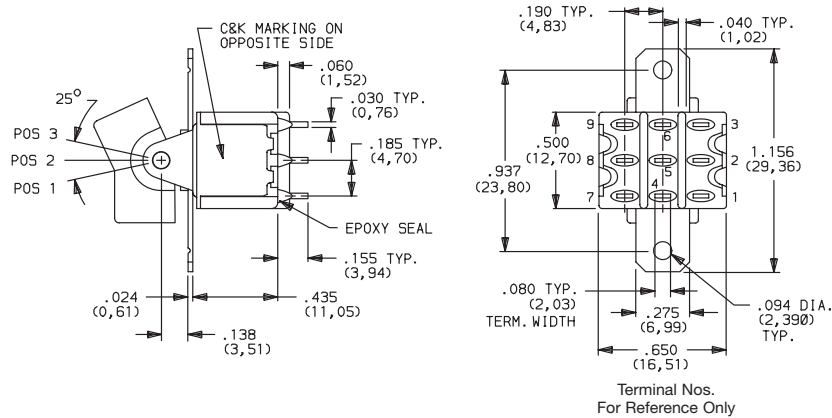 C&K MARKING ON
OPPOSITE SIDE
.060
(1,52)
.030 TYP.
(0,76)
25°
POS 3
POS 2
POS 1
.185 TYP.
(4,70)
EPOXY SEAL
.155 TYP.
(3,94)
.024
(0,61)
.435
(11,05)
.138
(3,51)
.190 TYP.
(4,83)
.040 TYP.
(1,02)
9
6
3
.500
(12,70)
8
5
2
1.156
(29,36)
.937
(23,80)
7
4
1
.080 TYP.
(2,03)
TERM. WIDTH
.275
(6,99)
.094 DIA.
(2,39Ø)
TYP.
.650
(16,51)
Terminal Nos.
For Reference Only